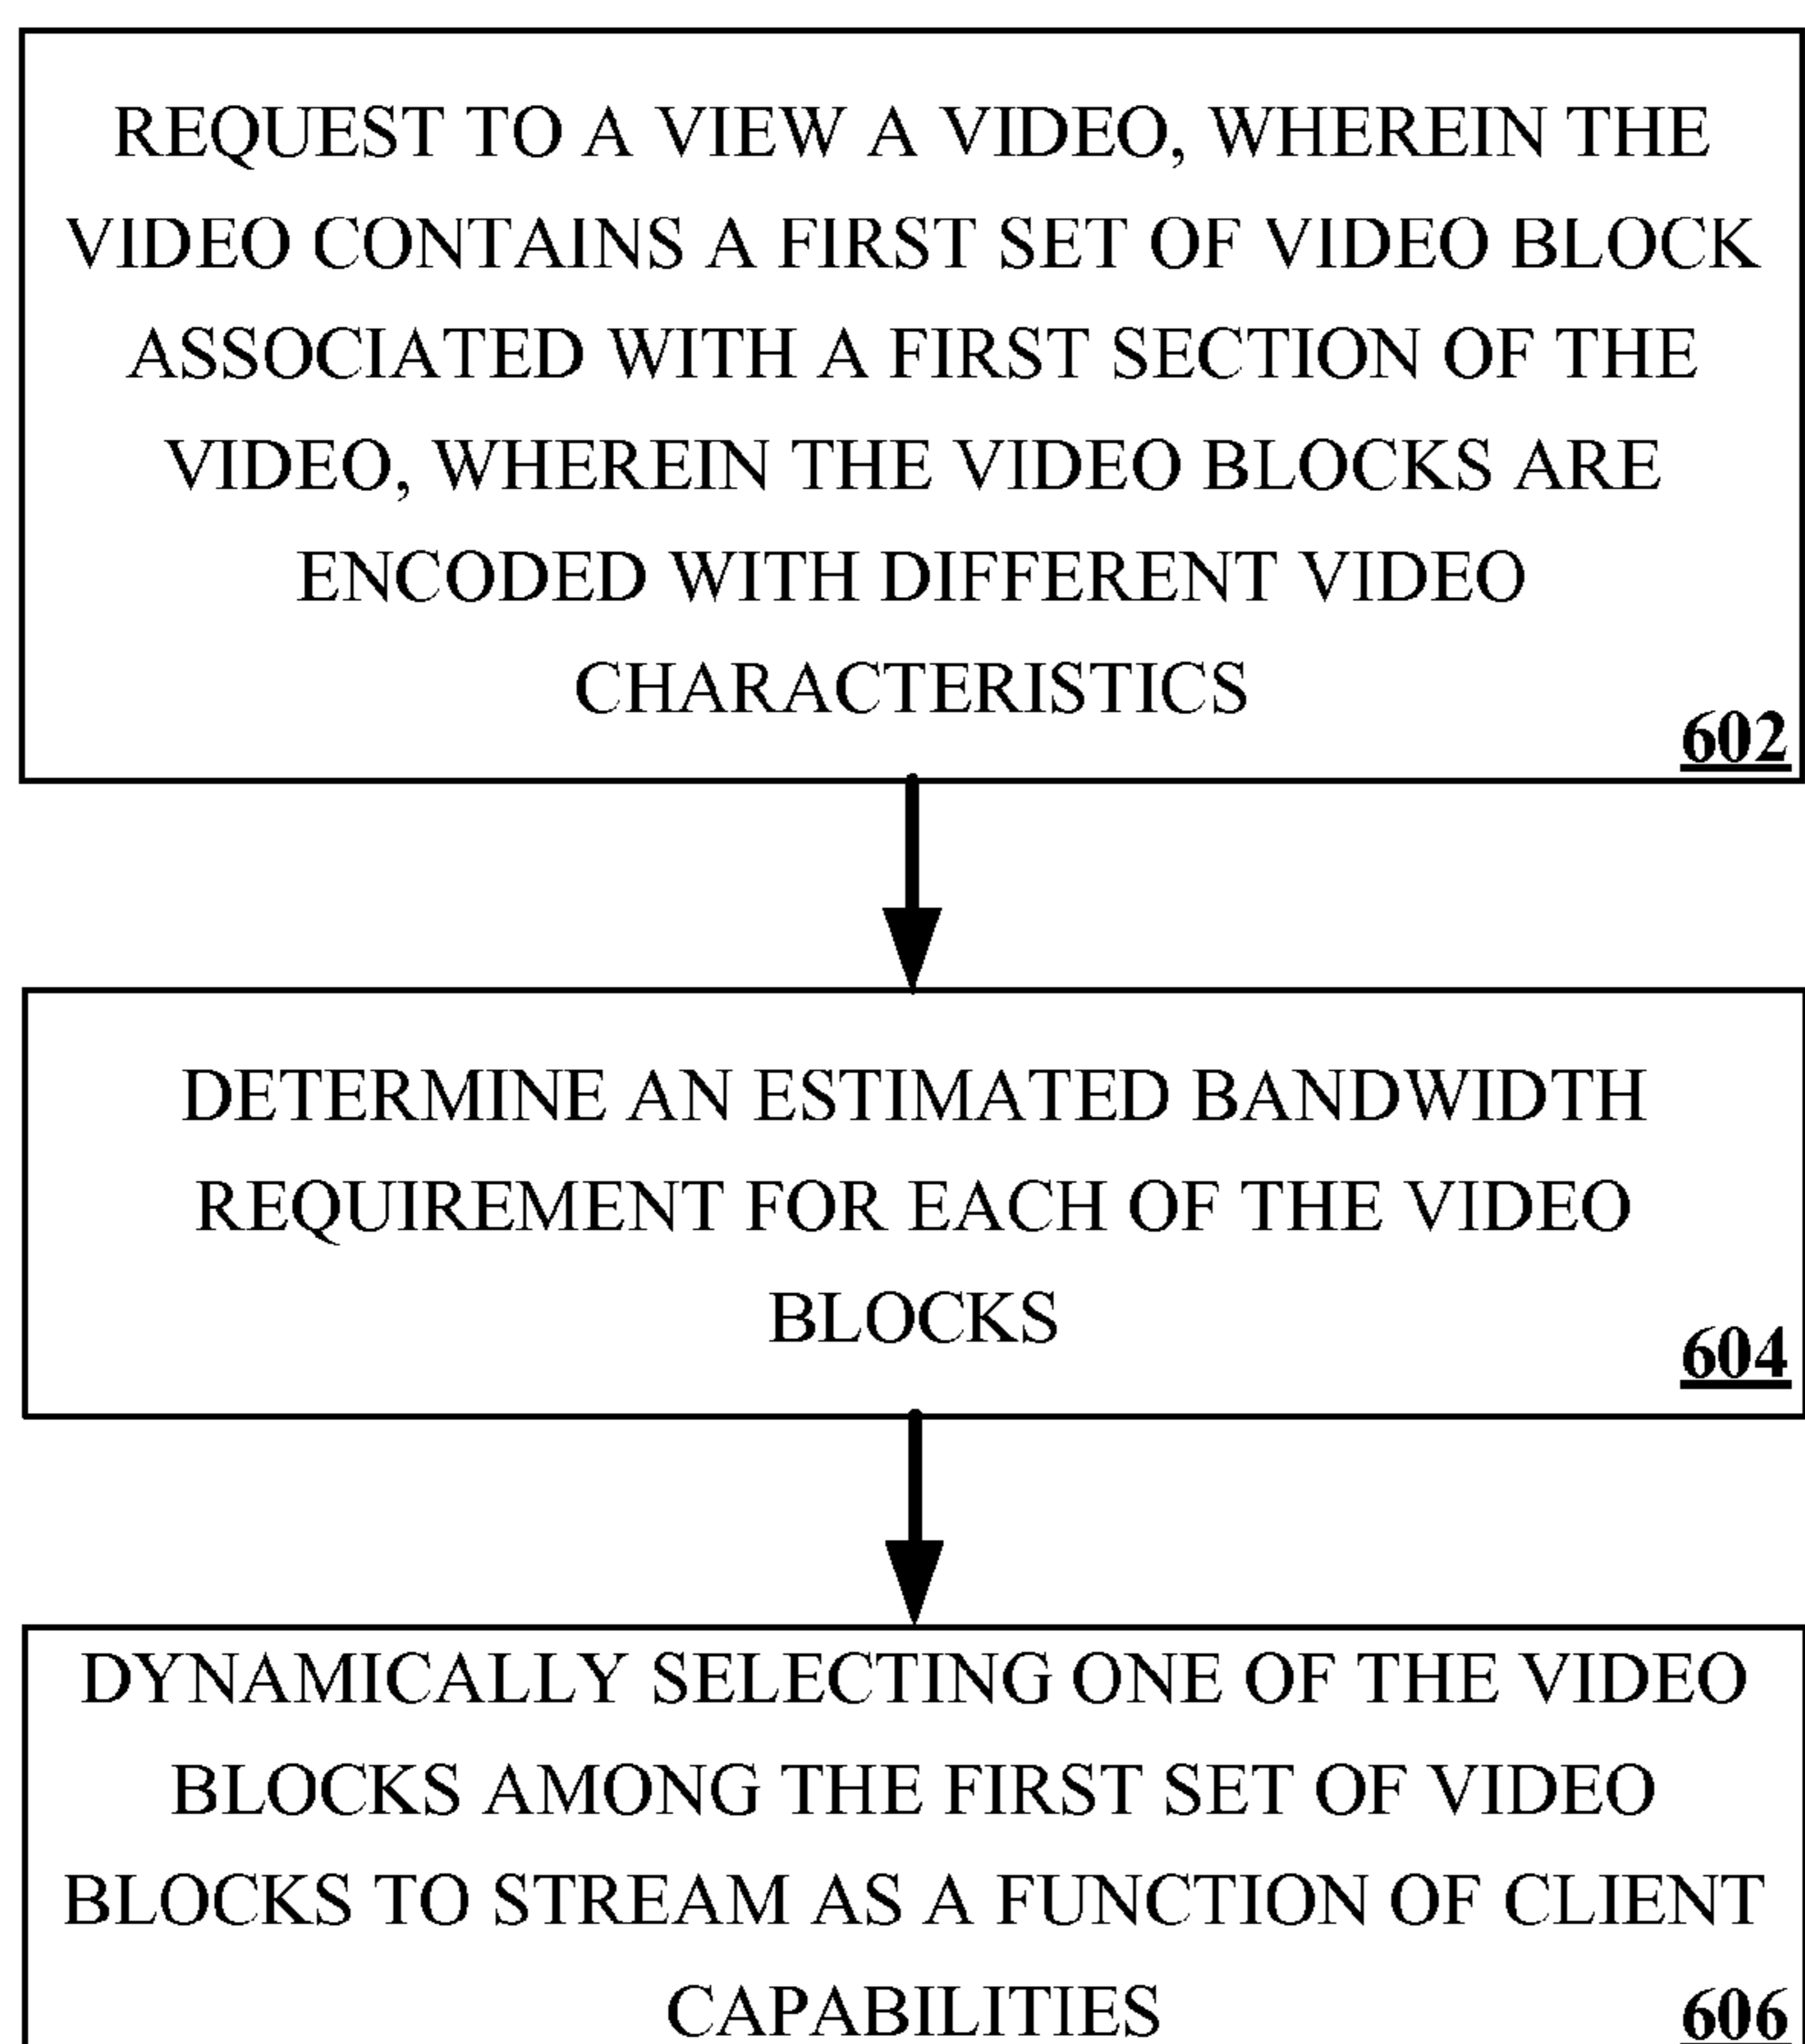 REQUEST TO A VIEW A VIDEO, WHEREIN THE
VIDEO CONTAINS A FIRST SET OF VIDEO BLOCK
ASSOCIATED WITH A FIRST SECTION OF THE
VIDEO, WHEREIN THE VIDEO BLOCKS ARE
ENCODED WITH DIFFERENT VIDEO
CHARACTERISTICS
602
DETERMINE AN ESTIMATED BANDWIDTH
REQUIREMENT FOR EACH OF THE VIDEO
BLOCKS
604
DYNAMICALLY SELECTING ONE OF THE VIDEO
BLOCKS AMONG THE FIRST SET OF VIDEO
BLOCKS TO STREAM AS A FUNCTION OF CLIENT
CAPABILITIES
606